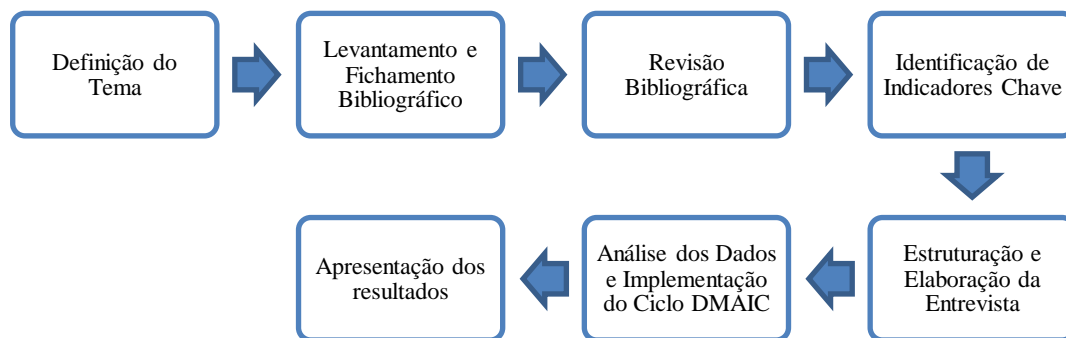 Definição do
Tema
Levantamento e
Fichamento
Bibliográfico
Revisão
Bibliográfica
Identificação de
Indicadores Chave
Estruturação e
Elaboração da
Entrevista
Análise dos Dados
e Implementação
do Ciclo DMAIC
Apresentação dos
resultados